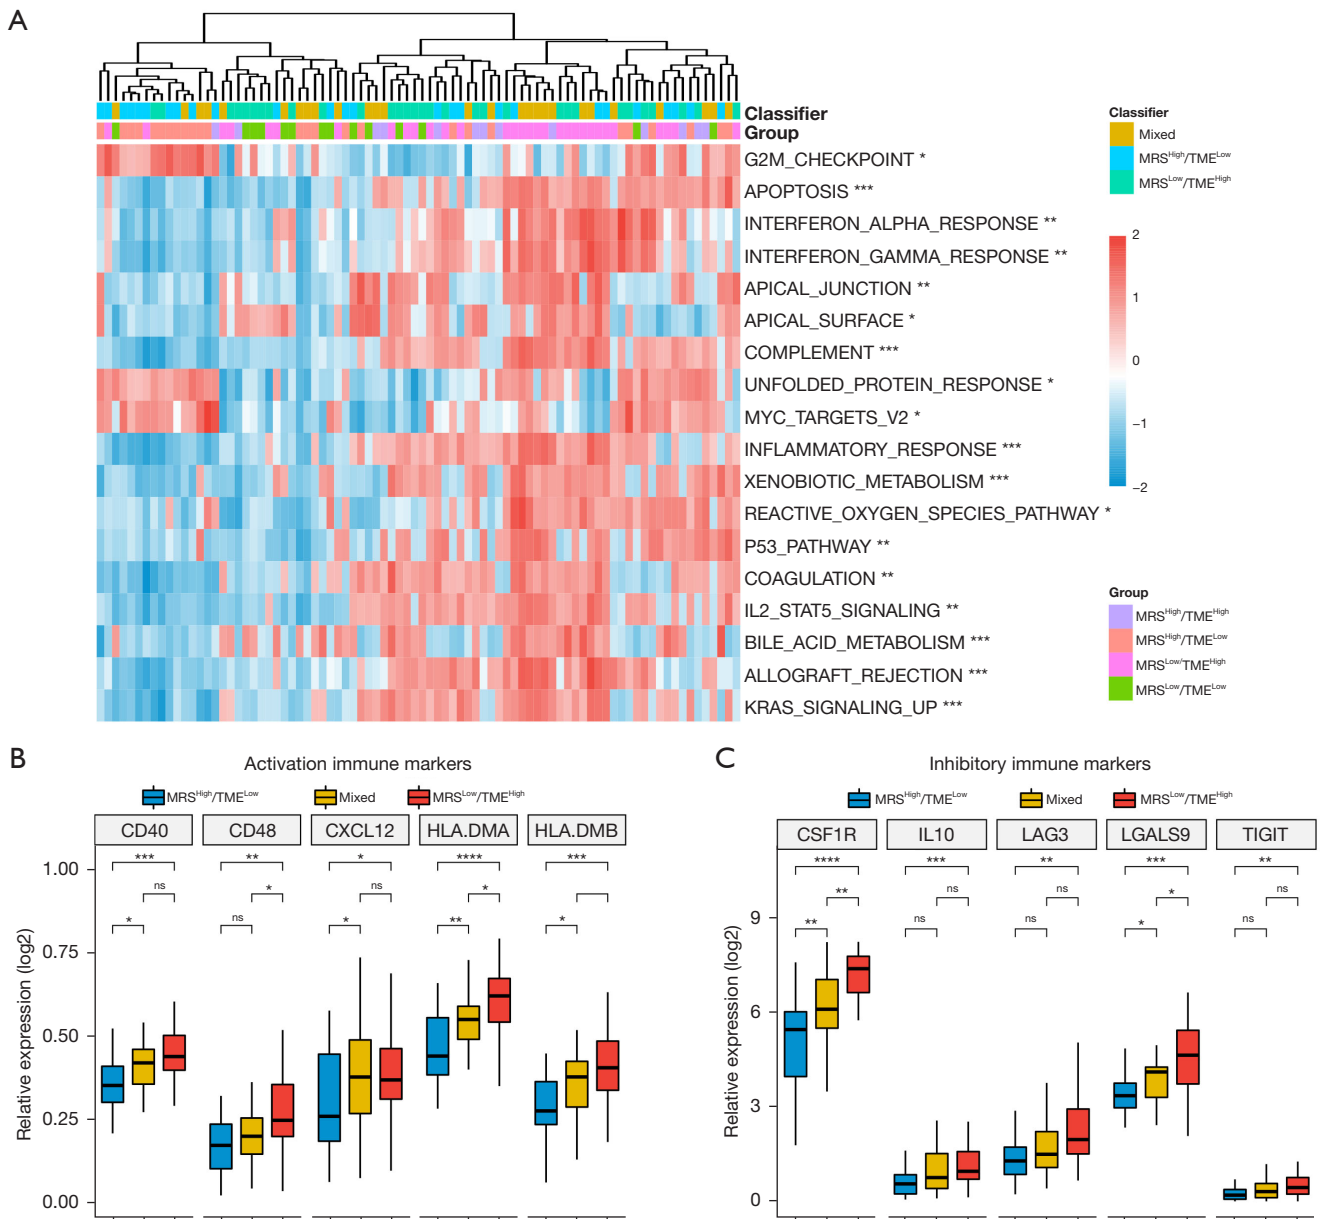 A
Classifier
Group
G2M_CHECKPOINT *
APOPTOSIS ***
INTERFERON_ALPHA_RESPONSE **
INTERFERON_GAMMA_RESPONSE **
APICAL_JUNCTION **
APICAL_SURFACE *
COMPLEMENT ***
UNFOLDED_PROTEIN_RESPONSE *
MYC_TARGETS_V2 *
INFLAMMATORY_RESPONSE ***
XENOBIOTIC_METABOLISM ***
REACTIVE_OXYGEN_SPECIES_PATHWAY *
P53_PATHWAY **
COAGULATION **
IL2_STAT5_SIGNALING **
BILE_ACID_METABOLISM ***
ALLOGRAFT_REJECTION ***
KRAS_SIGNALING_UP ***
Classifier
Mixed
MRSHigh/TMELow
MRSLow/TMEHigh
2
1
0
−1
−2
Group
MRSHigh/TMEHigh
MRSHigh/TMELow
MRSLow/TMEHigh
MRSLow/TMELow
B
Activation immune markers
MRSHigh/TMELow Mixed MRSLow/TMEHigh
CD40 CD48 CXCL12 HLA.DMA HLA.DMB
*** ** * **** ***
ns * ns *
* ns * ** *
1.00
0.75
0.50
0.25
0.00
Relative expression (log2)
C
Inhibitory immune markers
MRSHigh/TMELow Mixed MRSLow/TMEHigh
CSF1R IL10 LAG3 LGALS9 TIGIT
**** *** ** *** **
** ns ns * ns
** ns ns * ns
9
6
3
0
Relative expression (log2)